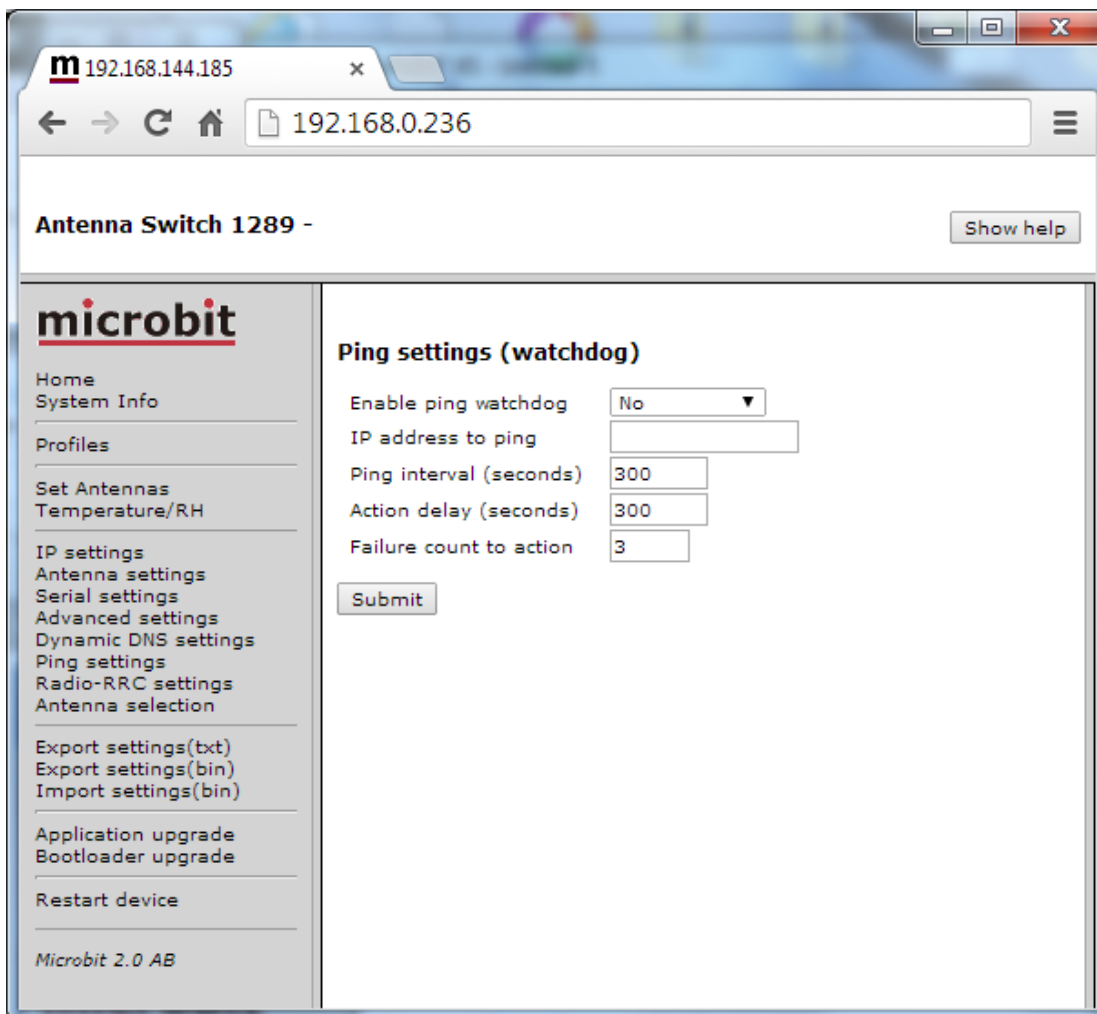 m 192.168.144.185
192.168.0.236
Antenna Switch 1289 -
Show help
microbit
Home
System Info
Profiles
Set Antennas
Temperature/RH
IP settings
Antenna settings
Serial settings
Advanced settings
Dynamic DNS settings
Ping settings
Radio-RRC settings
Antenna selection
Export settings(txt)
Export settings(bin)
Import settings(bin)
Application upgrade
Bootloader upgrade
Restart device
Microbit 2.0 AB
Ping settings (watchdog)
Enable ping watchdog No
IP address to ping
Ping interval (seconds) 300
Action delay (seconds) 300
Failure count to action 3
Submit